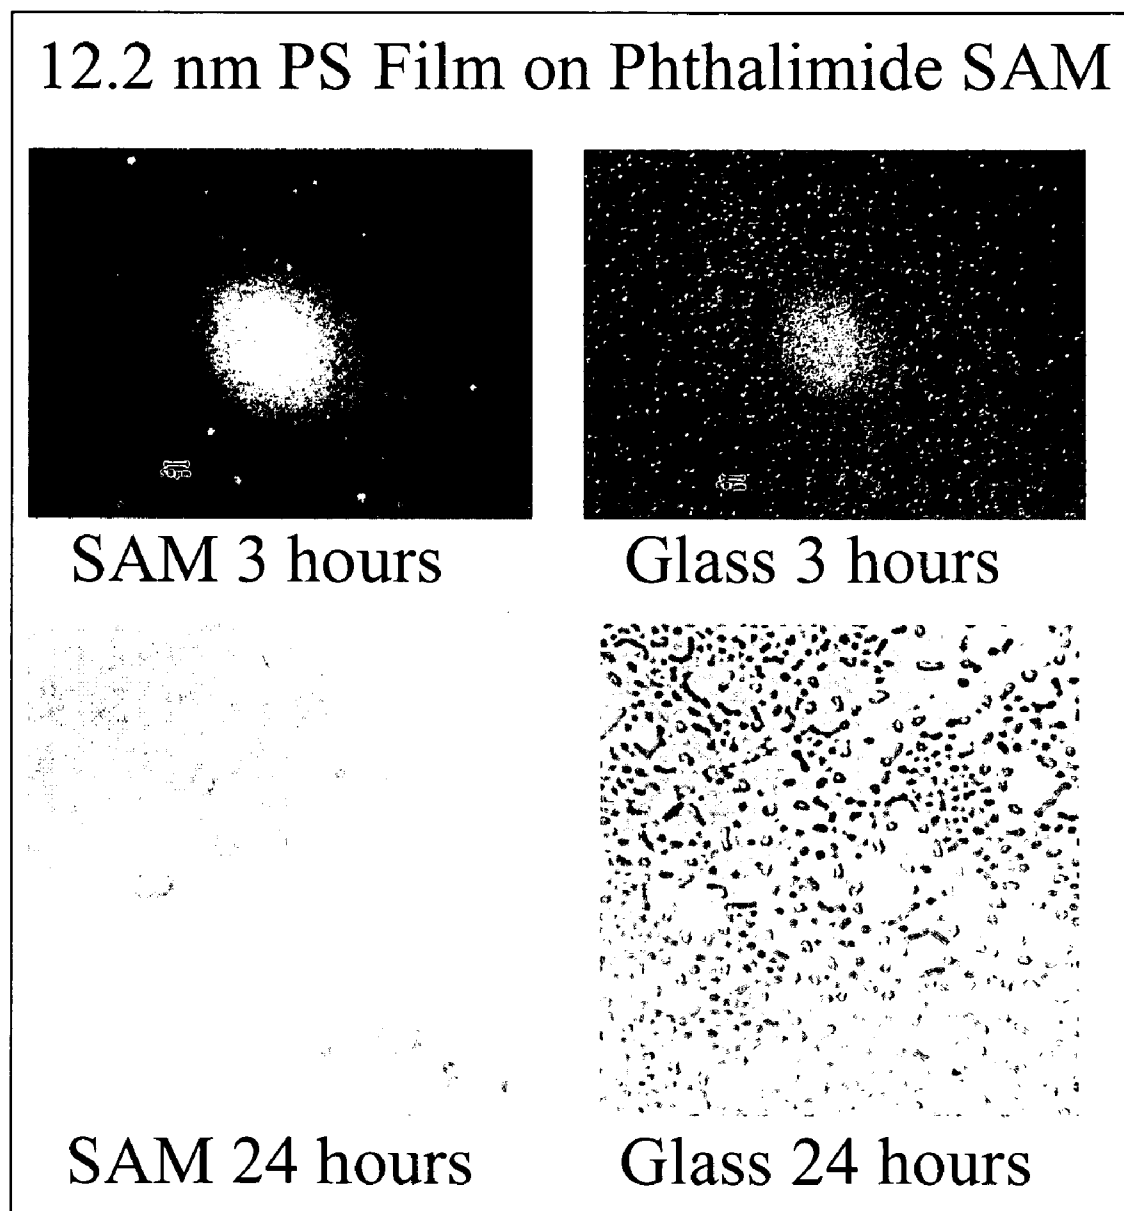 12.2 nm PS Film on Phthalimide SAM
SAM 3 hours
Glass 3 hours
SAM 24 hours
Glass 24 hours